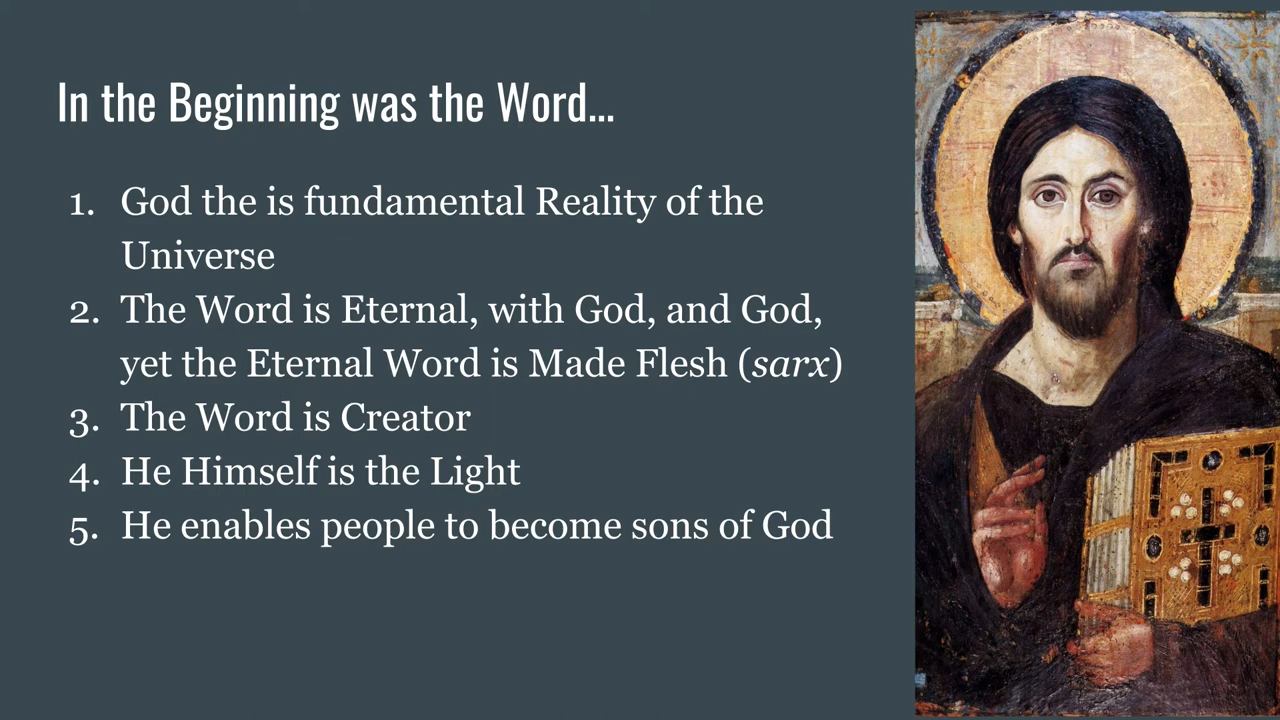 In the Beginning was the Word...
1. God the is fundamental Reality of the
Universe
2. The Word is Eternal, with God, and God,
yet the Eternal Word is Made Flesh (sarx)
3. The Word is Creator
4. He Himself is the Light
5. He enables people to become sons of God